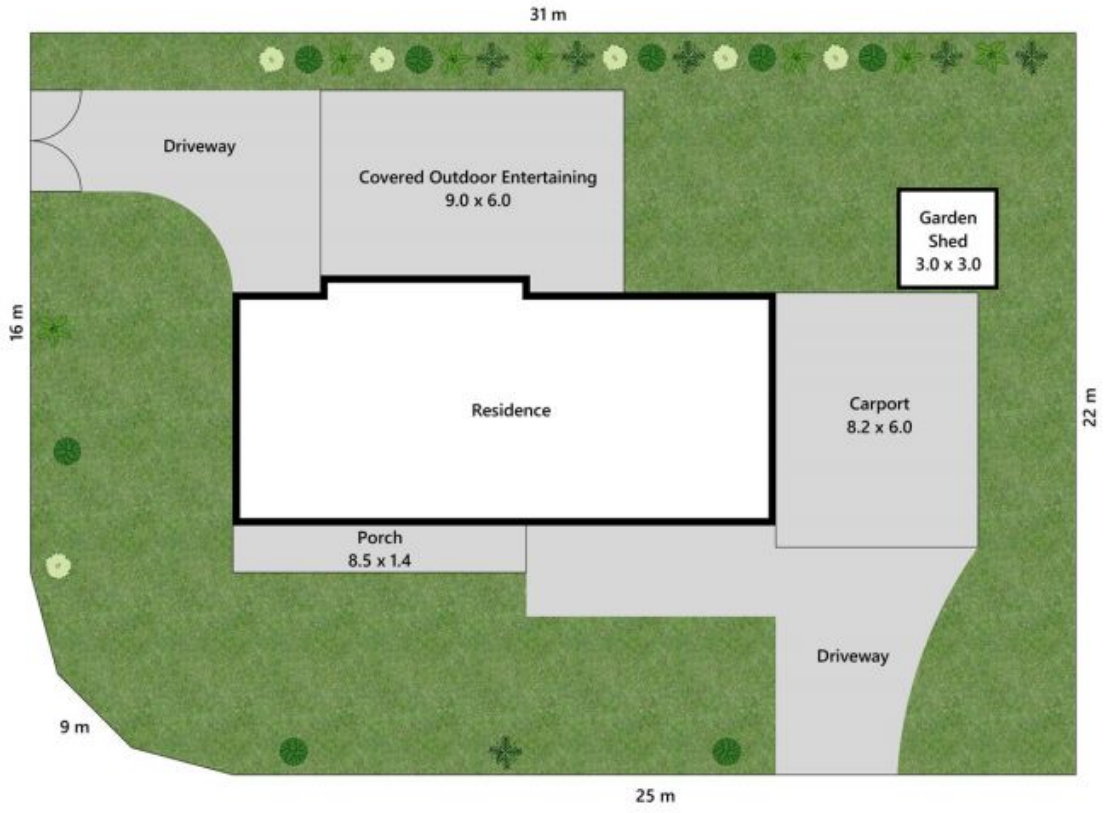 31 m
Driveway
Covered Outdoor Entertaining
9.0 x 6.0
Garden
Shed
3.0 x 3.0
16 m
Residence
Carport
8.2 x 6.0
22 m
Porch
8.5 x 1.4
Driveway
9 m
25 m